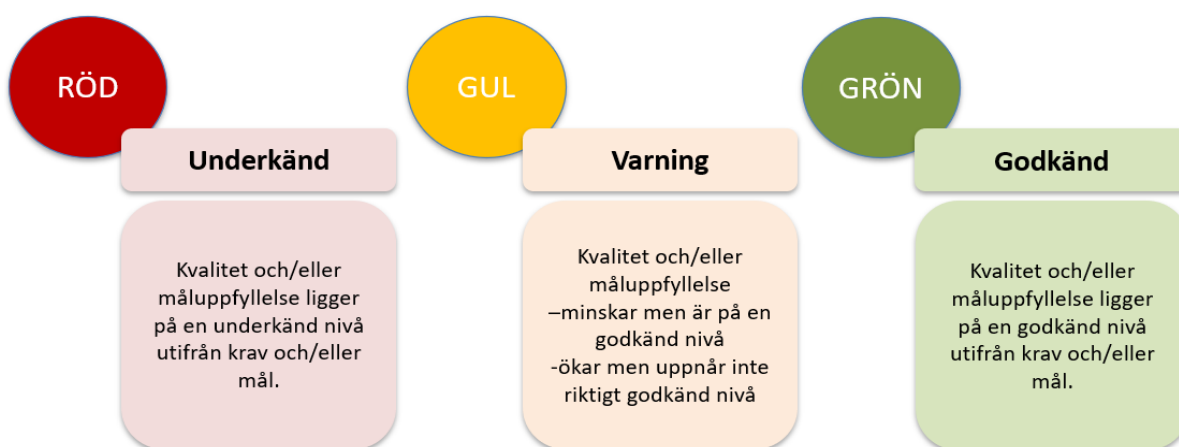 RÖD
Underkänd
Kvalitet och/eller
måluppfyllelse ligger
på en underkänd nivå
utifrån krav och/eller
mål.
GUL
Varning
Kvalitet och/eller
måluppfyllelse
–minskar men är på en
godkänd nivå
-ökar men uppnår inte
riktigt godkänd nivå
GRÖN
Godkänd
Kvalitet och/eller
måluppfyllelse ligger
på en godkänd nivå
utifrån krav och/eller
mål.